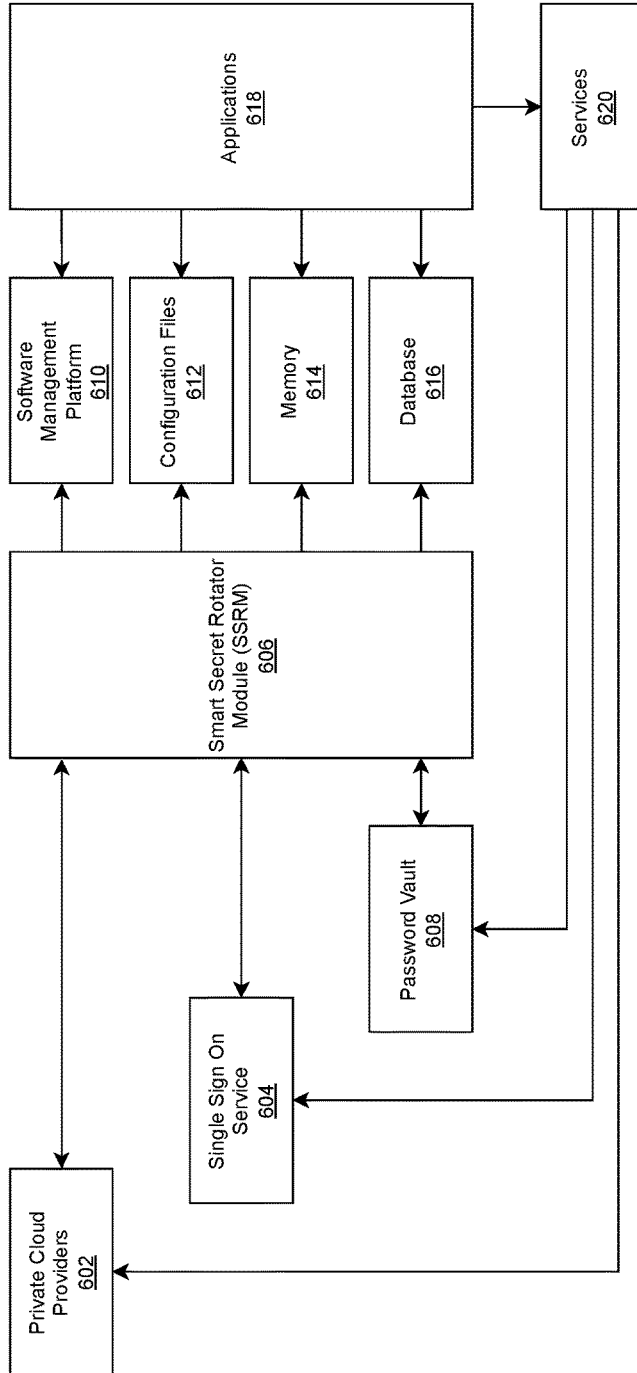 Private Cloud
Providers
602
Single Sign On
Service
604
Password Vault
608
Smart Secret Rotator
Module (SSRM)
606
Software
Management
Platform
610
Configuration Files
612
Memory
614
Database
616
Applications
618
Services
620